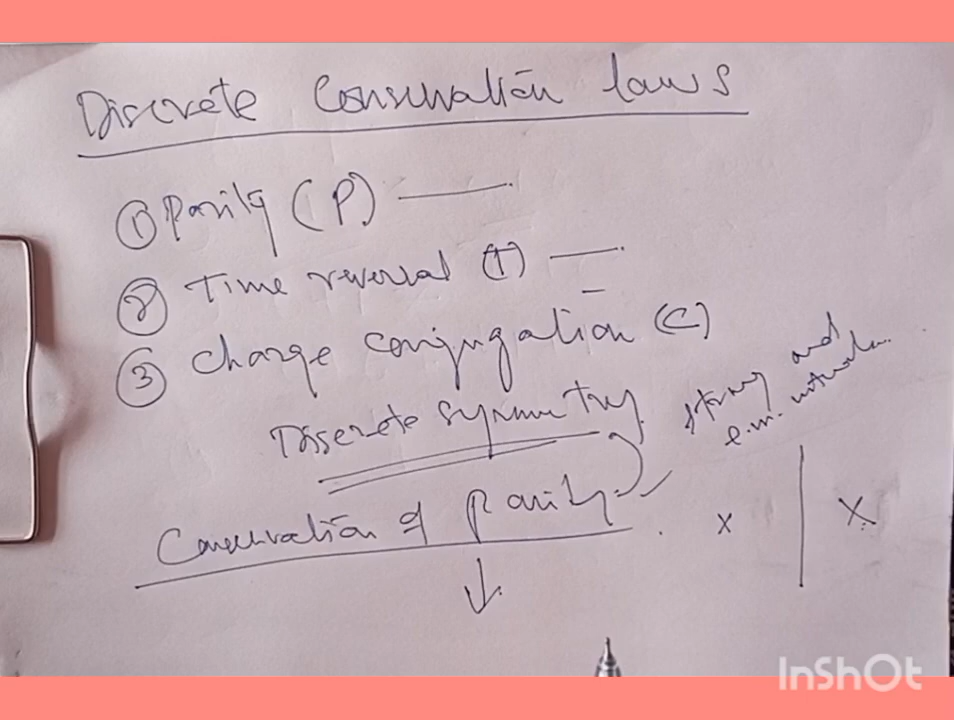 Discrete Conservation laws
① Parity (P) —
② Time reversal (T) —
③ Charge conjugation (C)
Discrete Symmetry
strong and
e.m. 
Conservation of Parity
x | x
InShOt